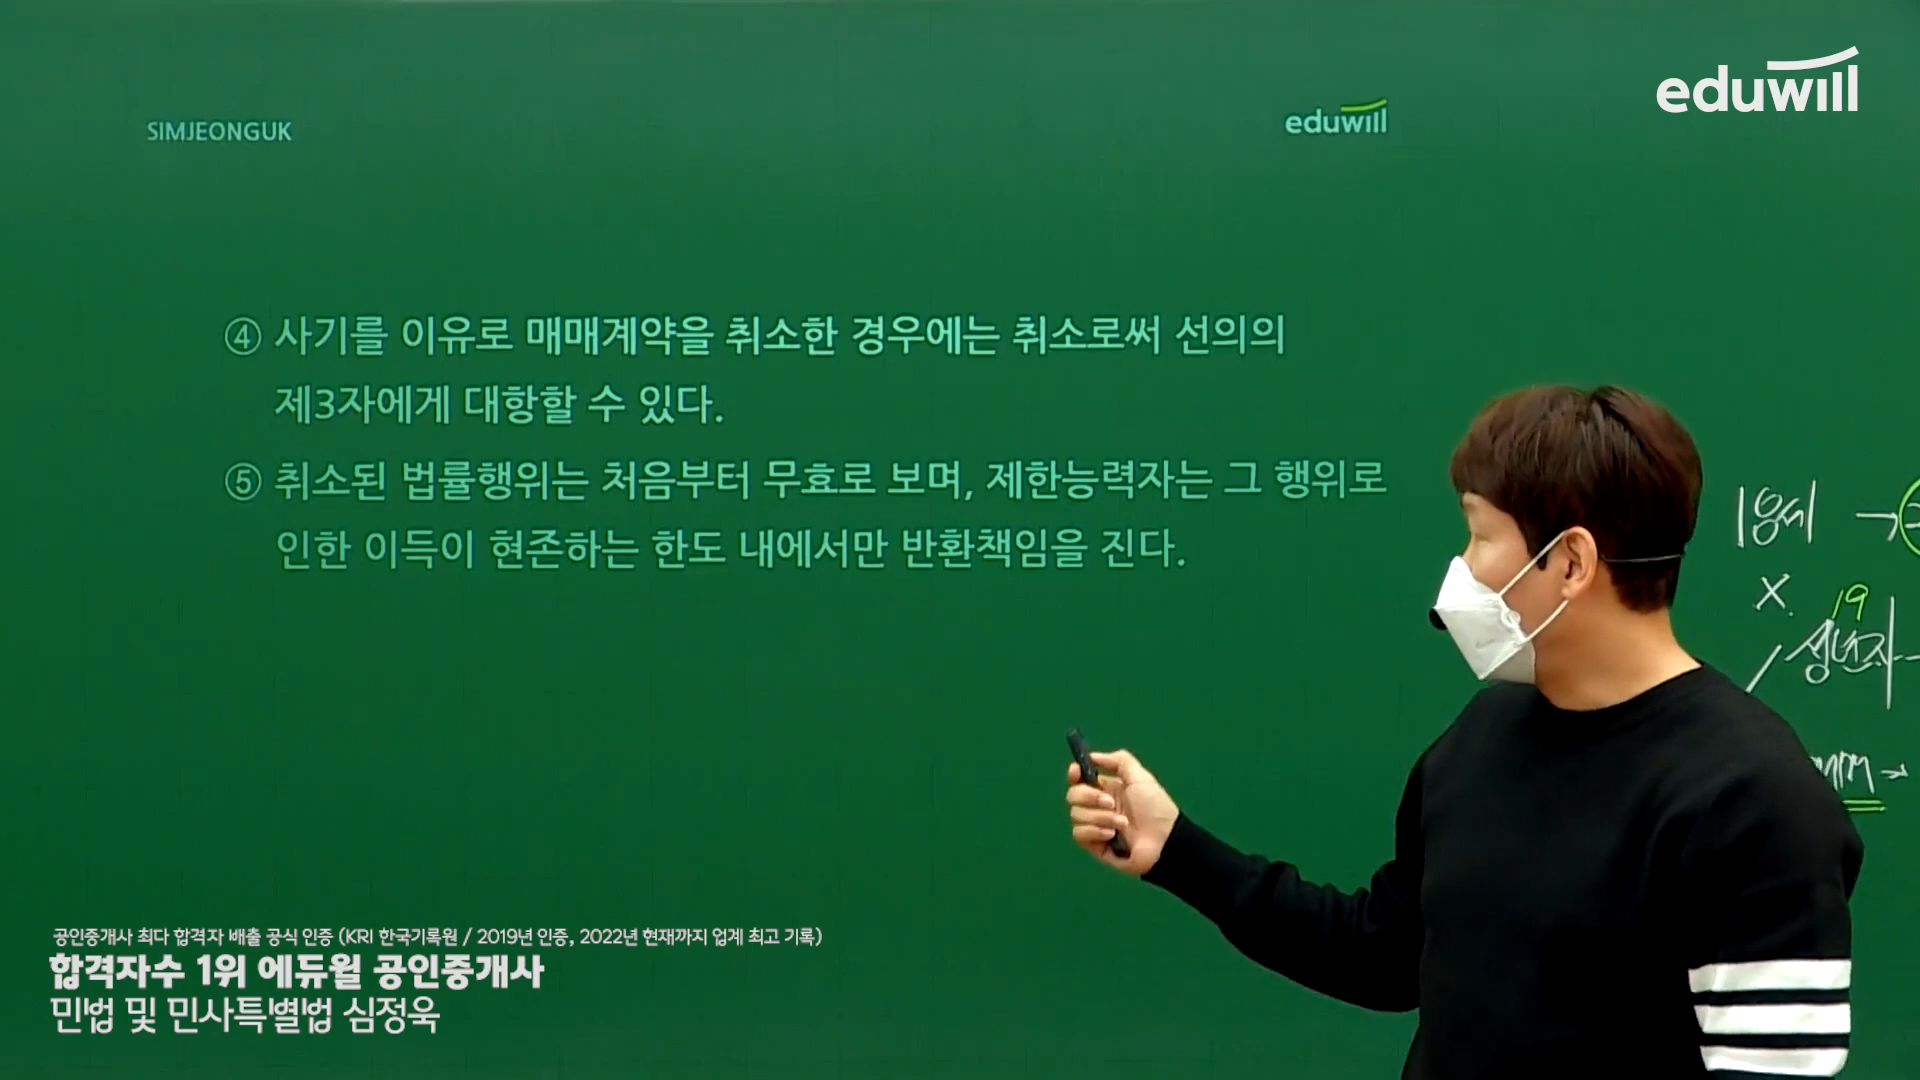 eduwill
SIMJEONGUK
eduwill
④ 사기를 이유로 매매계약을 취소한 경우에는 취소로써 선의의
제3자에게 대항할 수 있다.
⑤ 취소된 법률행위는 처음부터 무효로 보며, 제한능력자는 그 행위로
인한 이득이 현존하는 한도 내에서만 반환책임을 진다.
18세 →
X
19
성년자
공인중개사 최다 합격자 배출 공식 인증 (KRI 한국기록원 / 2019년 인증, 2022년 현재까지 업계 최고 기록)
합격자수 1위 에듀윌 공인중개사
민법 및 민사특별법 심정욱